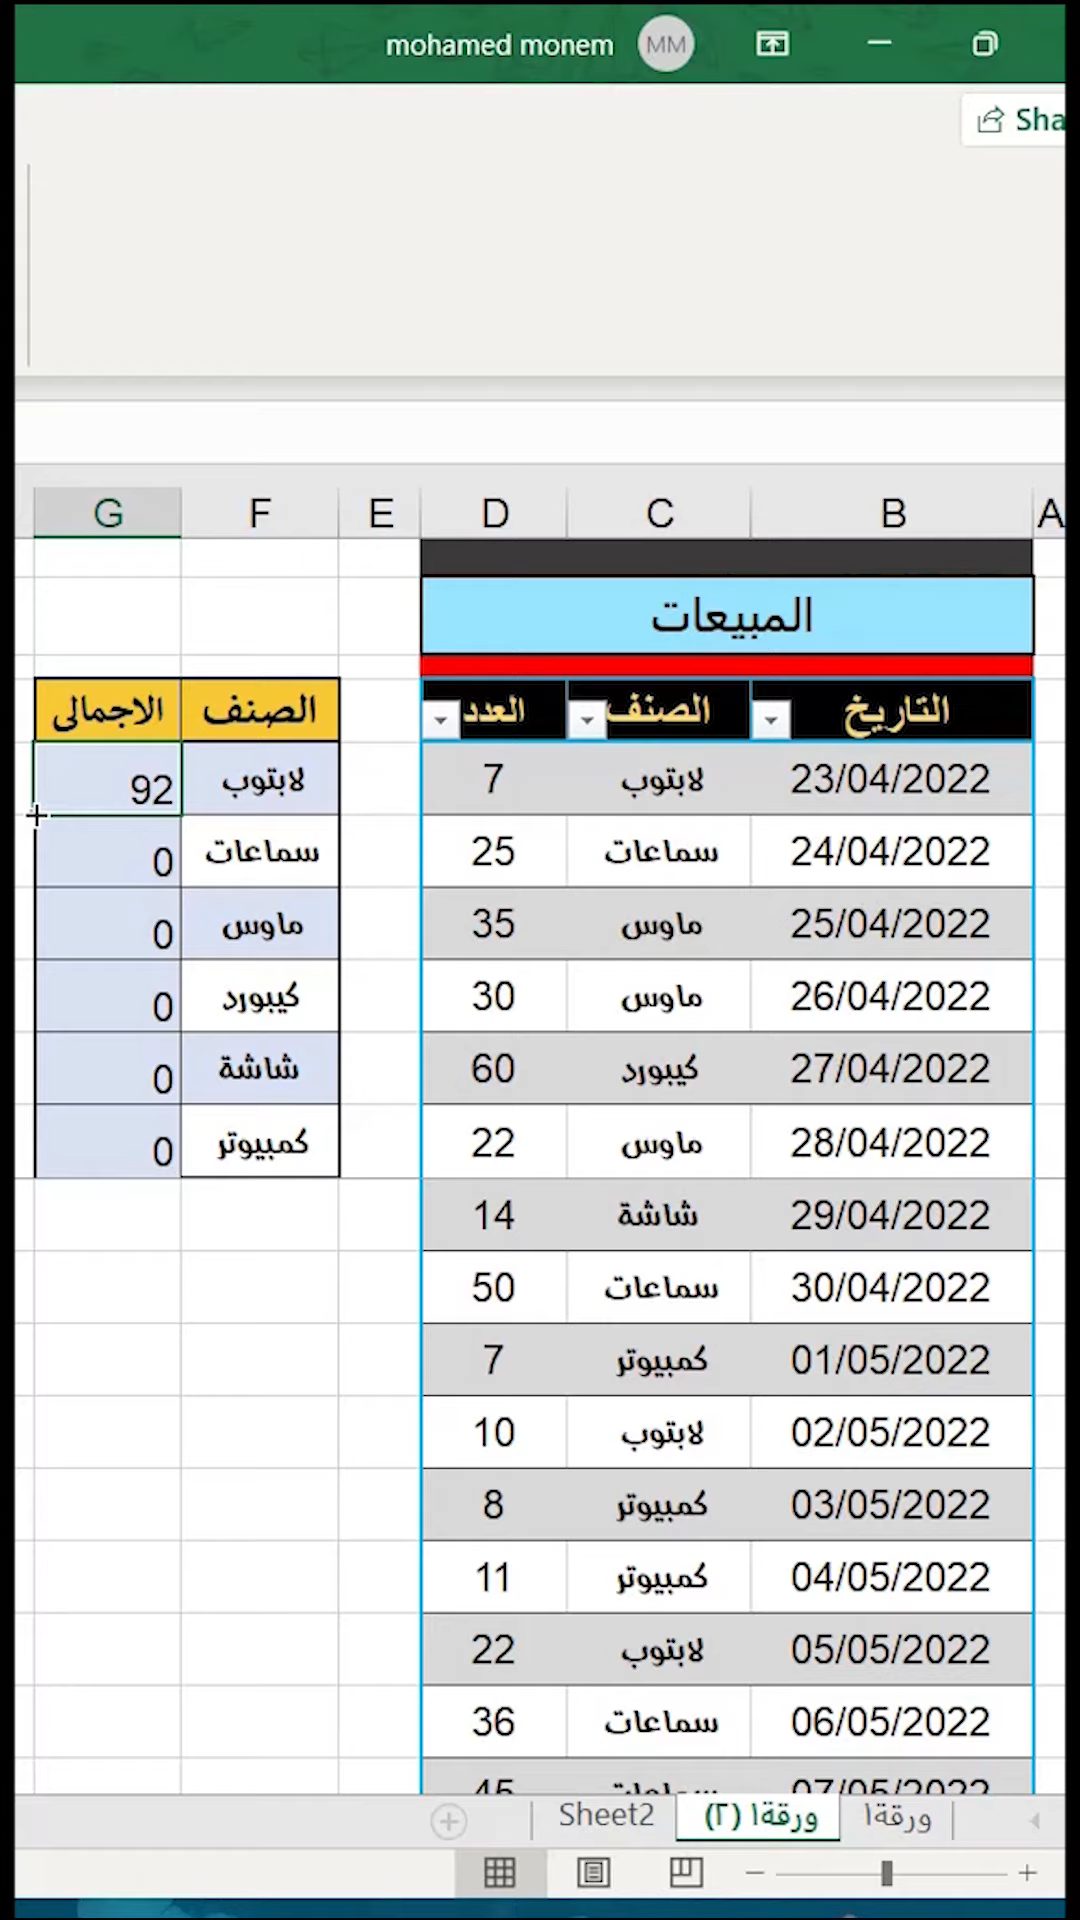 mohamed monem MM
Sha
A B C D E F G
المبيعات
التاريخ الصنف العدد الصنف الاجمالى
23/04/2022 لابتوب 7 لابتوب 92
24/04/2022 سماعات 25 سماعات 0
25/04/2022 ماوس 35 ماوس 0
26/04/2022 ماوس 30 كيبورد 0
27/04/2022 كيبورد 60 شاشة 0
28/04/2022 ماوس 22 كمبيوتر 0
29/04/2022 شاشة 14
30/04/2022 سماعات 50
01/05/2022 كمبيوتر 7
02/05/2022 لابتوب 10
03/05/2022 كمبيوتر 8
04/05/2022 كمبيوتر 11
05/05/2022 لابتوب 22
06/05/2022 سماعات 36
07/05/2022 سماعات 45
ورقة١ ورقة١ (٢) Sheet2